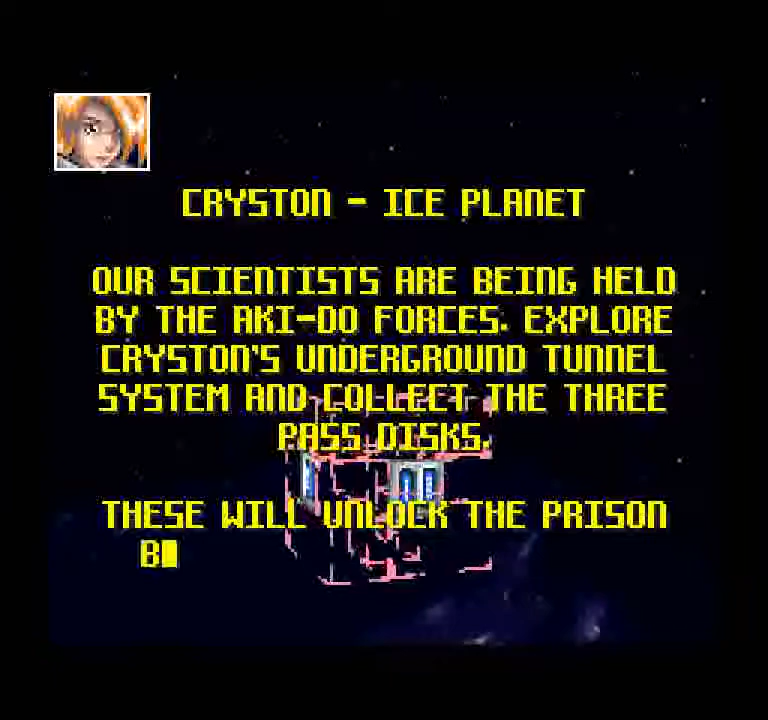 CRYSTON - ICE PLANET
OUR SCIENTISTS ARE BEING HELD
BY THE AKI-DO FORCES. EXPLORE
CRYSTON'S UNDERGROUND TUNNEL
SYSTEM AND COLLECT THE THREE
PASS DISKS.
THESE WILL UNLOCK THE PRISON
B